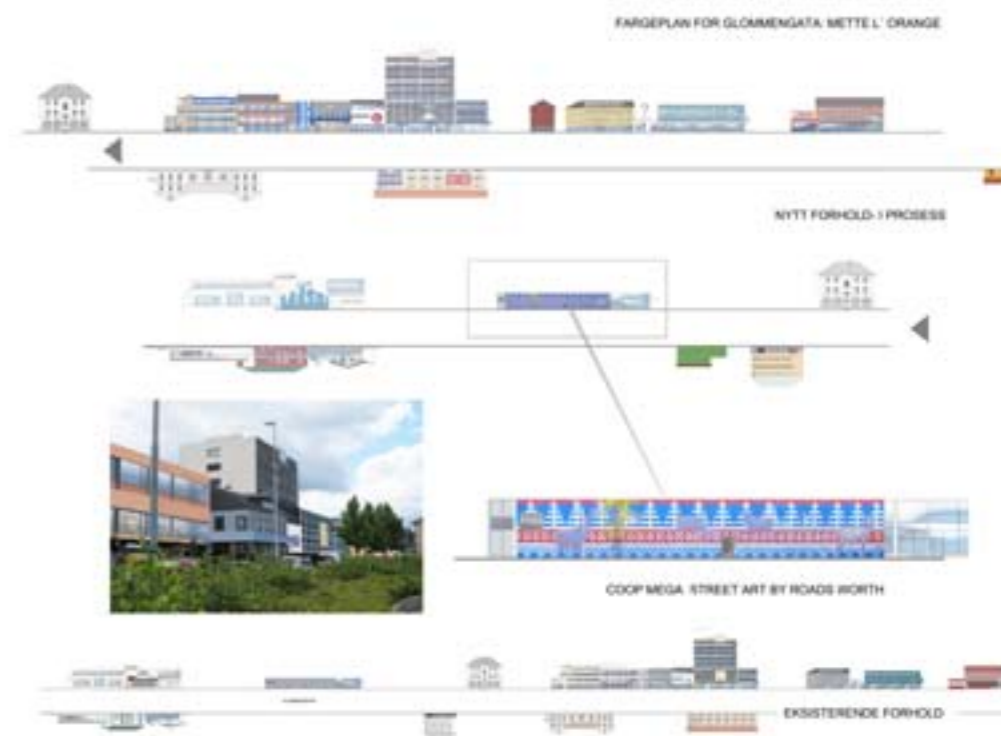 FARGEPLAN FOR GLOMMENGATA: METTE L´ORANGE
NYTT FORHOLD- I PROSESS
COOP MEGA: STREET ART BY ROADS WORTH
EKSISTERENDE FORHOLD